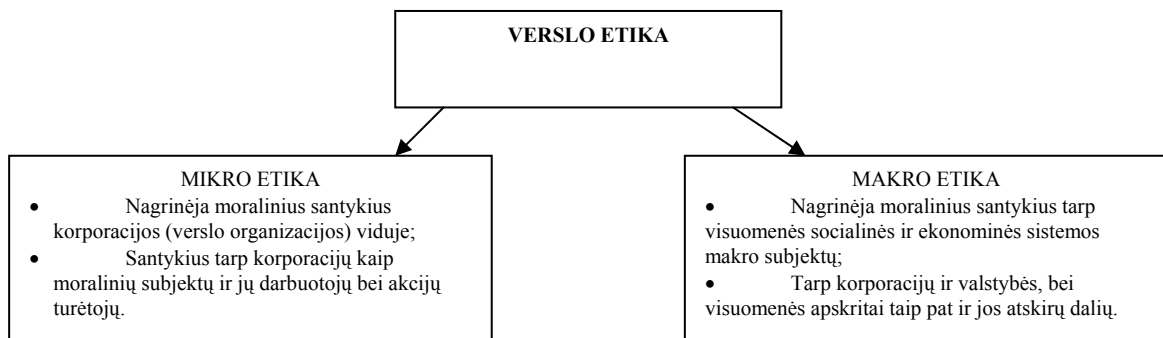 VERSLO ETIKA
MIKRO ETIKA
• Nagrinėja moralinius santykius
korporacijos (verslo organizacijos) viduje;
• Santykius tarp korporacijų kaip
moralinių subjektų ir jų darbuotojų bei akcijų
turėtojų.
MAKRO ETIKA
• Nagrinėja moralinius santykius tarp
visuomenės socialinės ir ekonominės sistemos
makro subjektų;
• Tarp korporacijų ir valstybės, bei
visuomenės apskritai taip pat ir jos atskirų dalių.